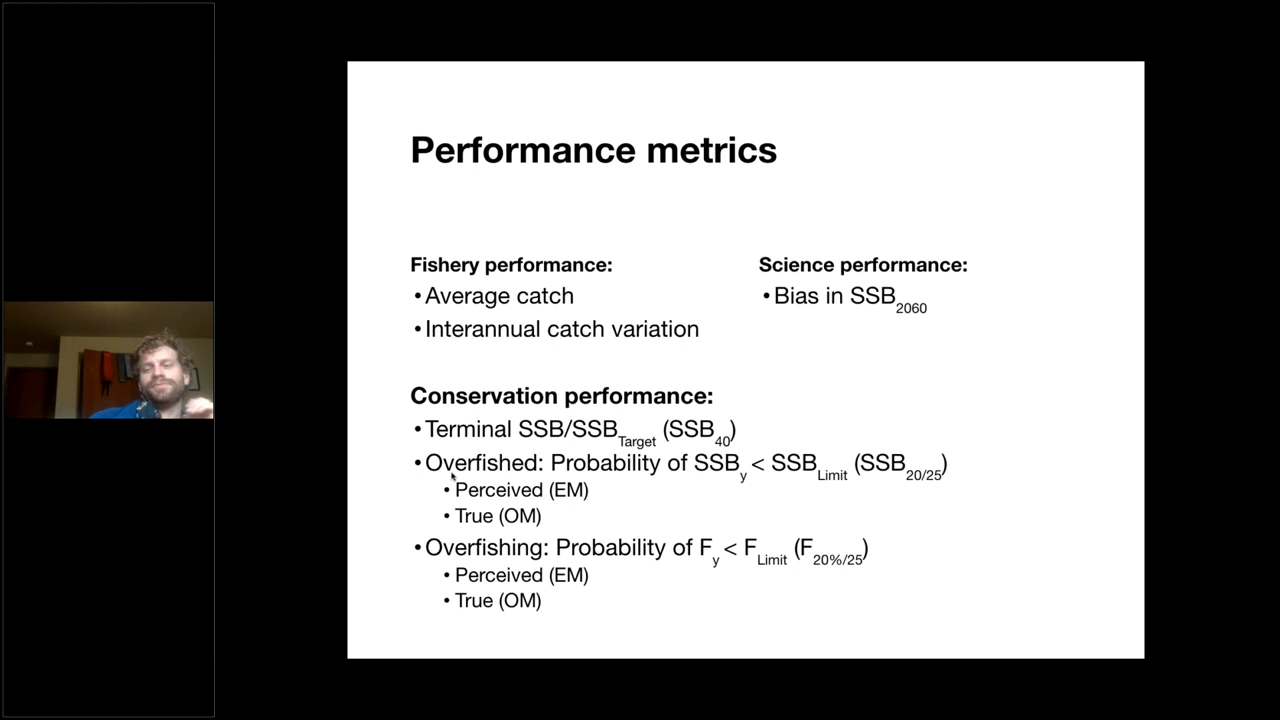 Performance metrics
Fishery performance:
•Average catch
•Interannual catch variation
Science performance:
•Bias in SSB2060
Conservation performance:
•Terminal SSB/SSBTarget (SSB40)
•Overfished: Probability of SSBy < SSBLimit (SSB20/25)
•Perceived (EM)
•True (OM)
•Overfishing: Probability of Fy < FLimit (F20%/25)
•Perceived (EM)
•True (OM)